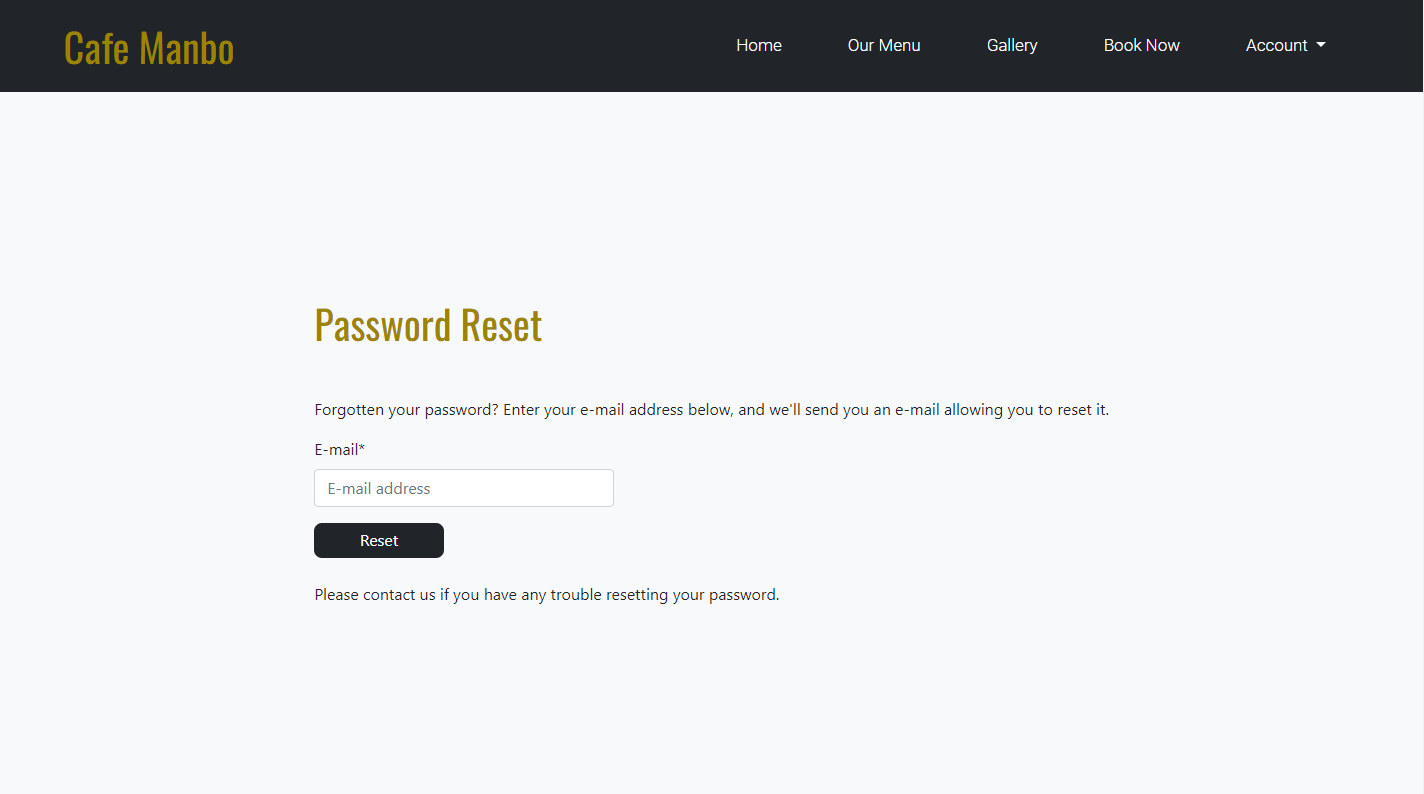 Cafe Manbo
Home Our Menu Gallery Book Now Account
Password Reset
Forgotten your password? Enter your e-mail address below, and we'll send you an e-mail allowing you to reset it.
E-mail*
E-mail address
Reset
Please contact us if you have any trouble resetting your password.